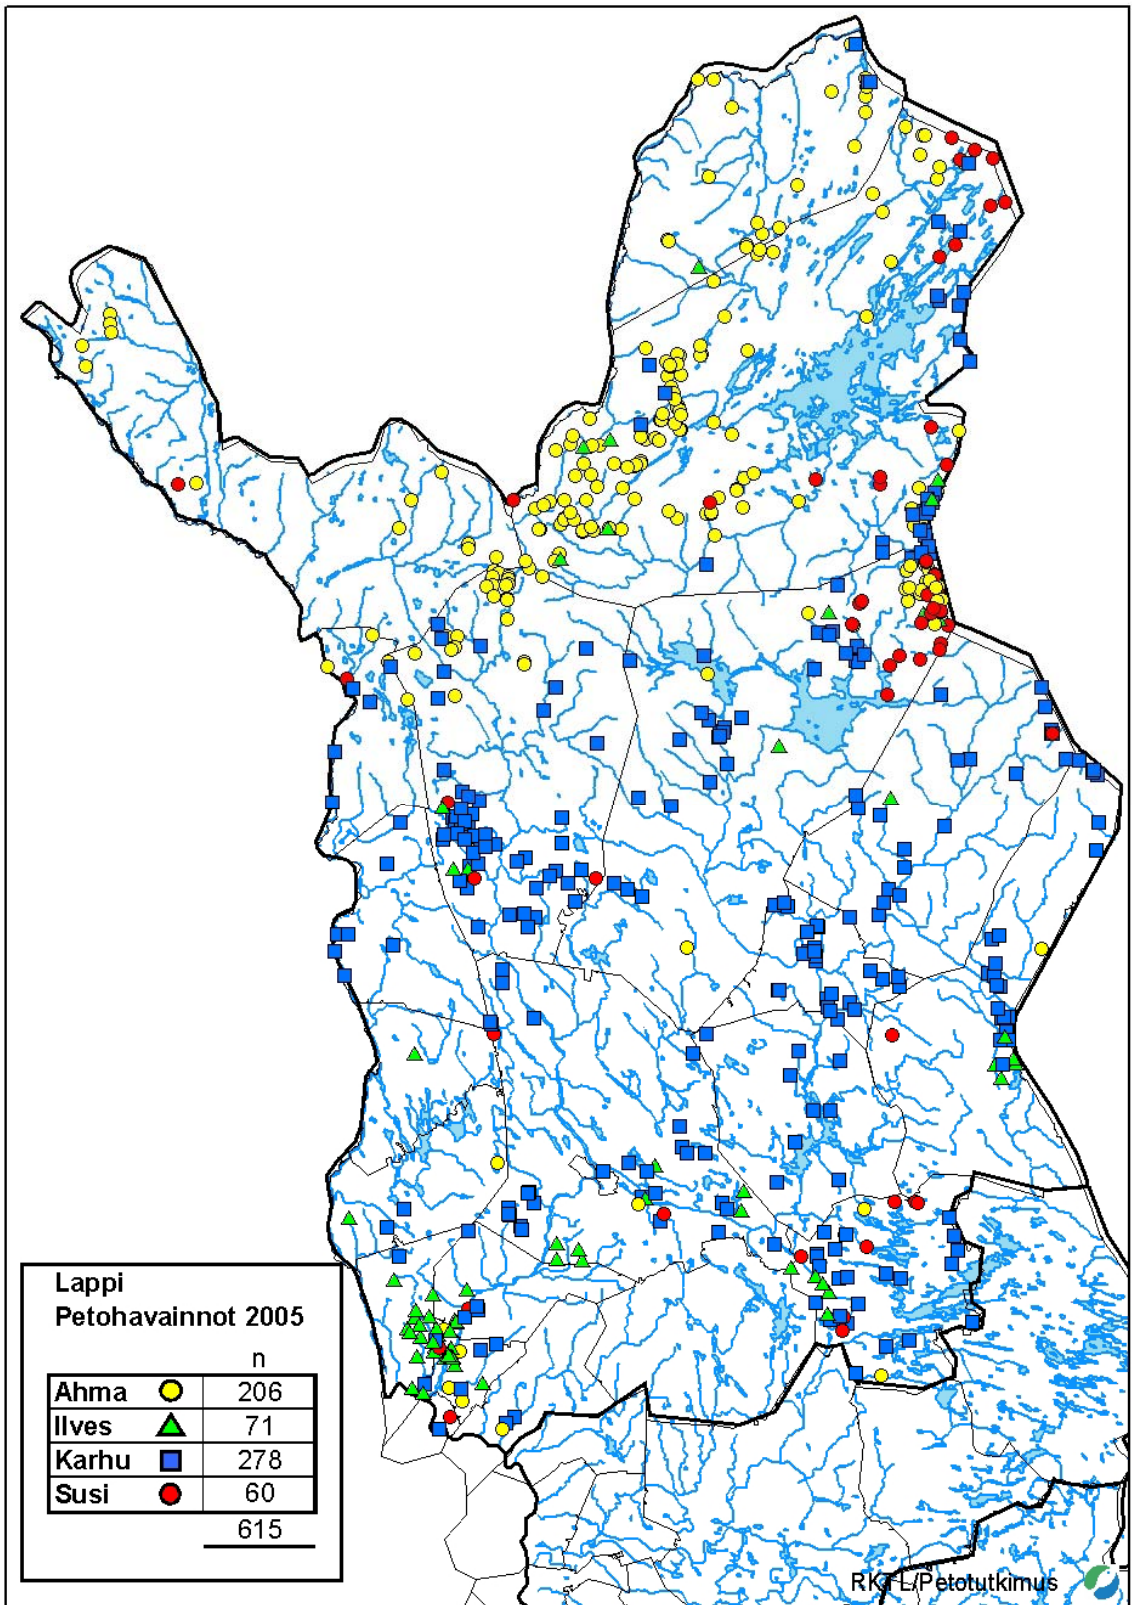 Lappi
Petohavainnot 2005
n
Ahma 206
Ilves 71
Karhu 278
Susi 60
615
RKTL/Petotutkimus